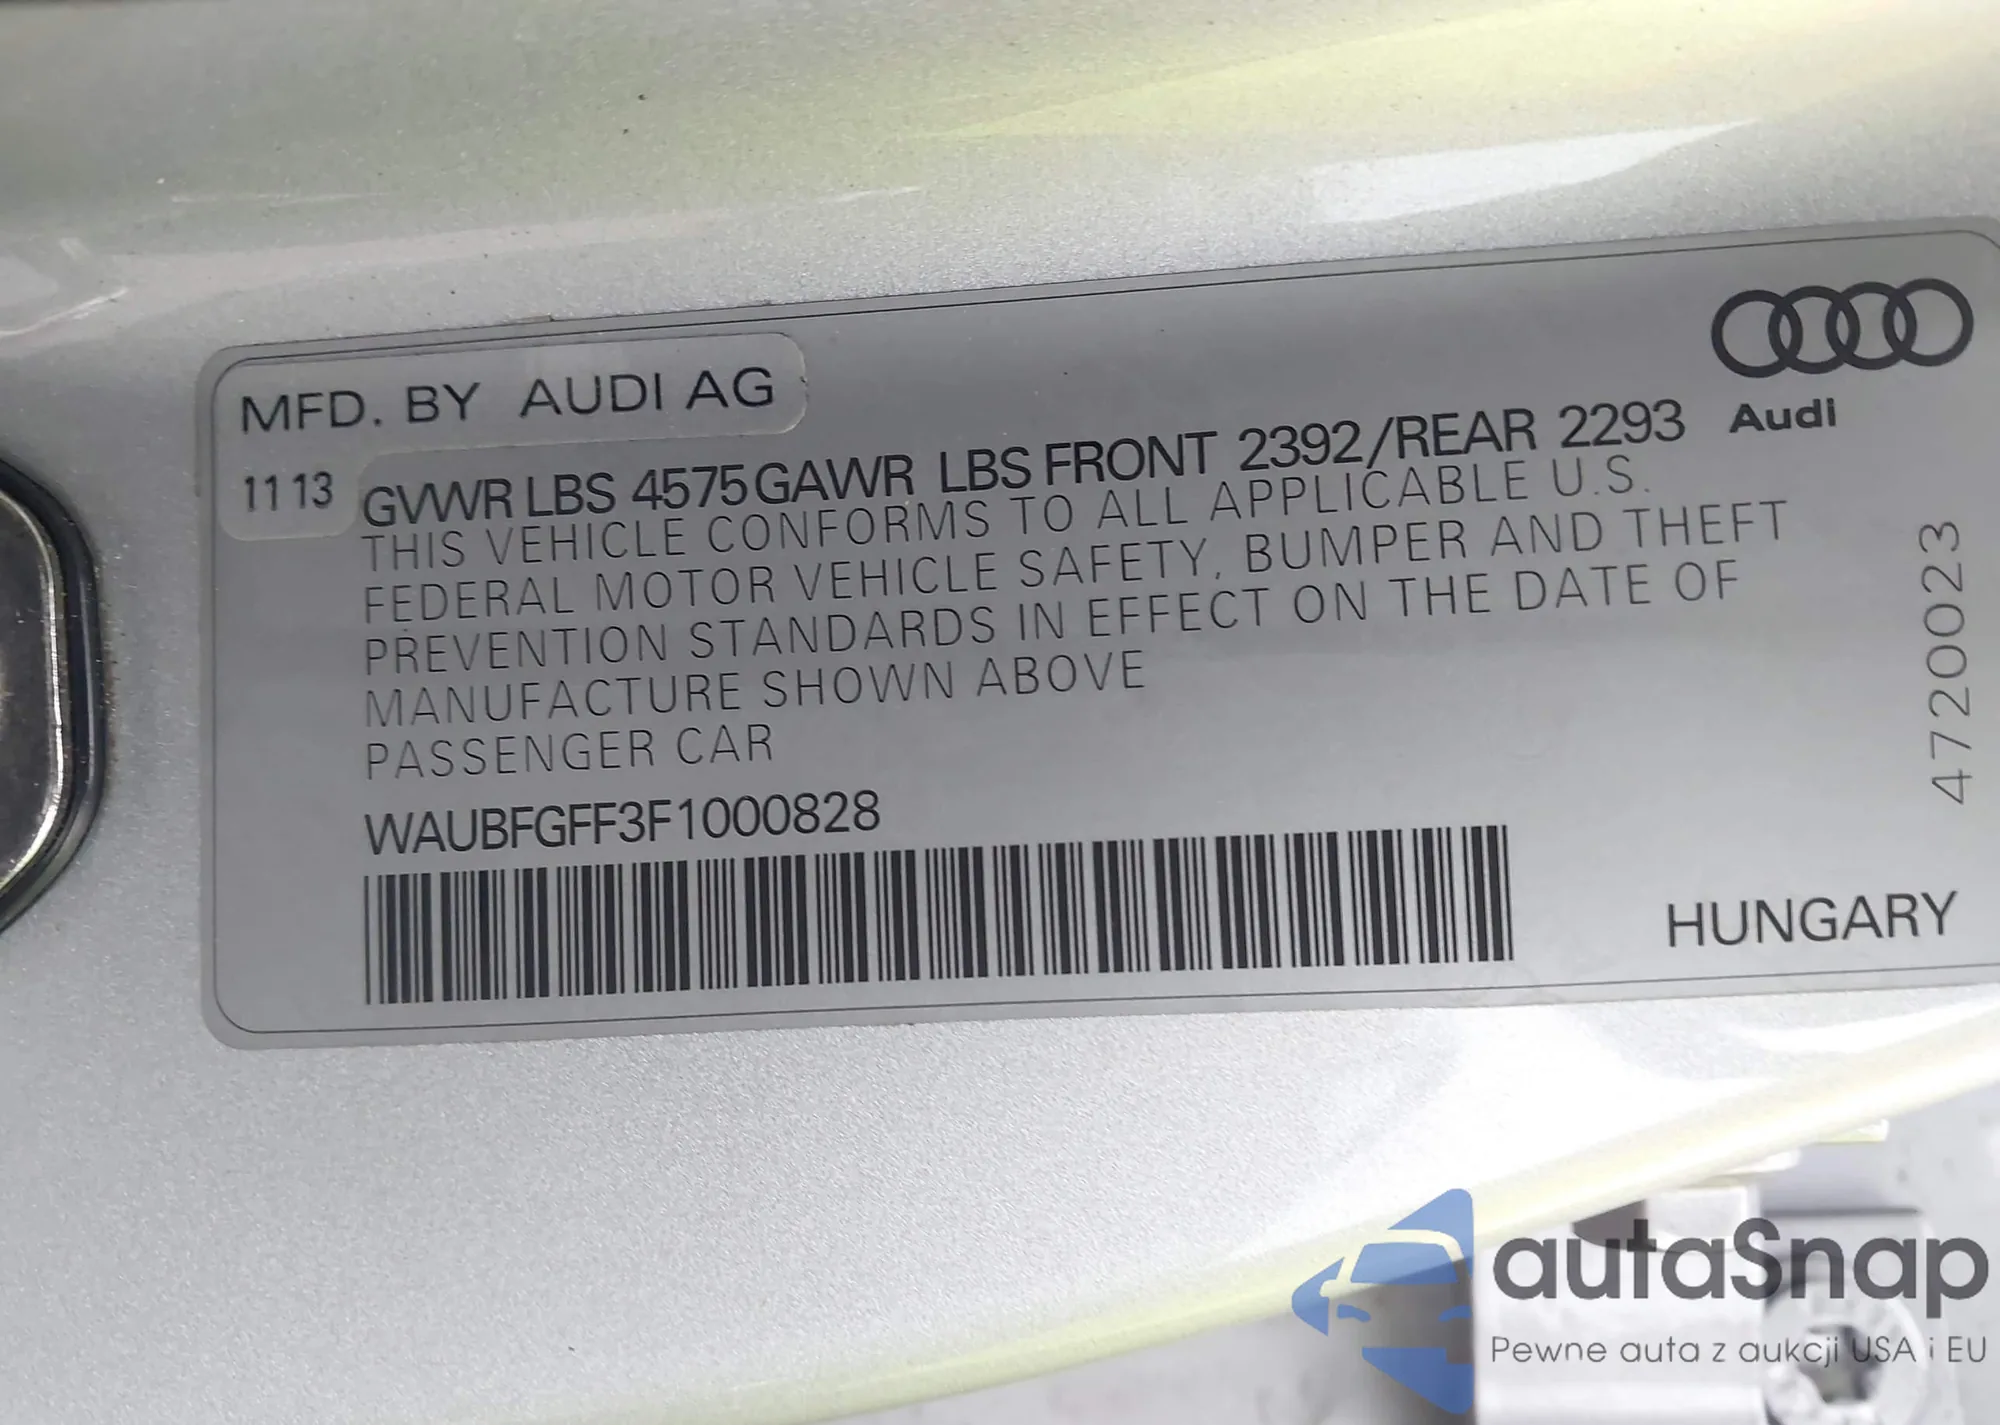 MFD. BY AUDI AG
11 13
GVWR LBS 4575 GAWR LBS FRONT 2392/REAR 2293
Audi
THIS VEHICLE CONFORMS TO ALL APPLICABLE U.S.
FEDERAL MOTOR VEHICLE SAFETY, BUMPER AND THEFT
PREVENTION STANDARDS IN EFFECT ON THE DATE OF
MANUFACTURE SHOWN ABOVE
PASSENGER CAR
WAUBFGFF3F1000828
HUNGARY
4720023
autaSnap
Pewne auta z aukcji USA i EU